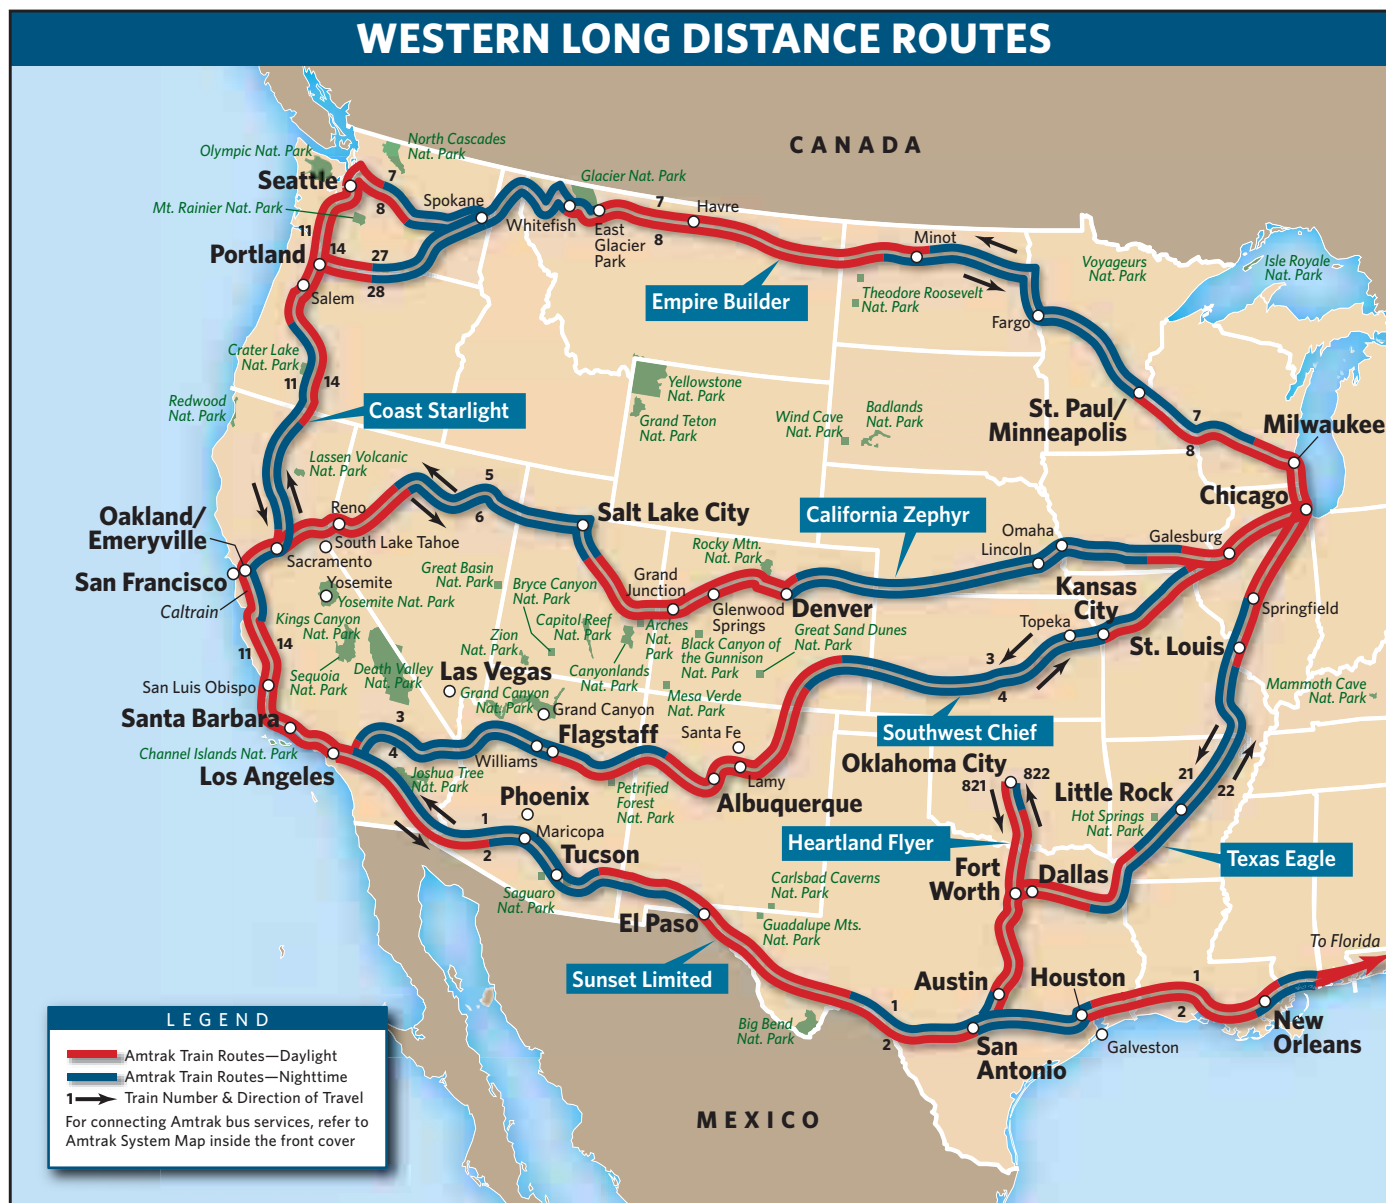 WESTERN LONG DISTANCE ROUTES
CANADA
North Cascades
Nat. Park
Olympic Nat. Park
Seattle
7
8
Mt. Rainier Nat. Park
Spokane
Glacier Nat. Park
Whitefish
East
Glacier
Park
7
8
Havre
11
14
Portland
27
28
Salem
Minot
Voyageurs
Nat. Park
Isle Royale
Nat. Park
Empire Builder
Theodore Roosevelt
Nat. Park
Fargo
Crater Lake
Nat. Park
11
14
Redwood
Nat. Park
Coast Starlight
Yellowstone
Nat. Park
Grand Teton
Nat. Park
Wind Cave
Nat. Park
Badlands
Nat. Park
St. Paul/
Minneapolis
7
8
Milwaukee
Chicago
Lassen Volcanic
Nat. Park
5
6
Reno
Oakland/
Emeryville
South Lake Tahoe
Sacramento
San Francisco
Caltrain
Salt Lake City
California Zephyr
Omaha
Lincoln
Galesburg
Rocky Mtn.
Nat. Park
Great Basin
Nat. Park
Grand
Junction
Glenwood
Springs
Denver
Kansas
City
Topeka
Springfield
St. Louis
Yosemite
Yosemite Nat. Park
Kings Canyon
Nat. Park
Bryce Canyon
Nat. Park
Capitol Reef
Nat. Park
Arches
Nat.
Park
Zion
Nat. Park
Canyonlands
Nat. Park
Black Canyon of
the Gunnison
Nat. Park
Great Sand Dunes
Nat. Park
Mesa Verde
Nat. Park
3
4
11
14
Sequoia
Nat. Park
Death Valley
Nat. Park
Las Vegas
Grand Canyon
Nat. Park
Grand Canyon
San Luis Obispo
Santa Barbara
Channel Islands Nat. Park
Los Angeles
3
4
Williams
Flagstaff
Santa Fe
Lamy
Albuquerque
Southwest Chief
Mammoth Cave
Nat. Park
Oklahoma City
821
822
Little Rock
21
22
Hot Springs
Nat. Park
Joshua Tree
Nat. Park
Petrified
Forest
Nat. Park
Phoenix
Maricopa
1
2
Tucson
Heartland Flyer
Texas Eagle
Fort
Worth
Dallas
Saguaro
Nat. Park
Carlsbad Caverns
Nat. Park
Guadalupe Mts.
Nat. Park
El Paso
Sunset Limited
Austin
Houston
To Florida
1
2
Big Bend
Nat. Park
1
2
San
Antonio
Galveston
New
Orleans
MEXICO
LEGEND
Amtrak Train Routes—Daylight
Amtrak Train Routes—Nighttime
1 Train Number & Direction of Travel
For connecting Amtrak bus services, refer to
Amtrak System Map inside the front cover